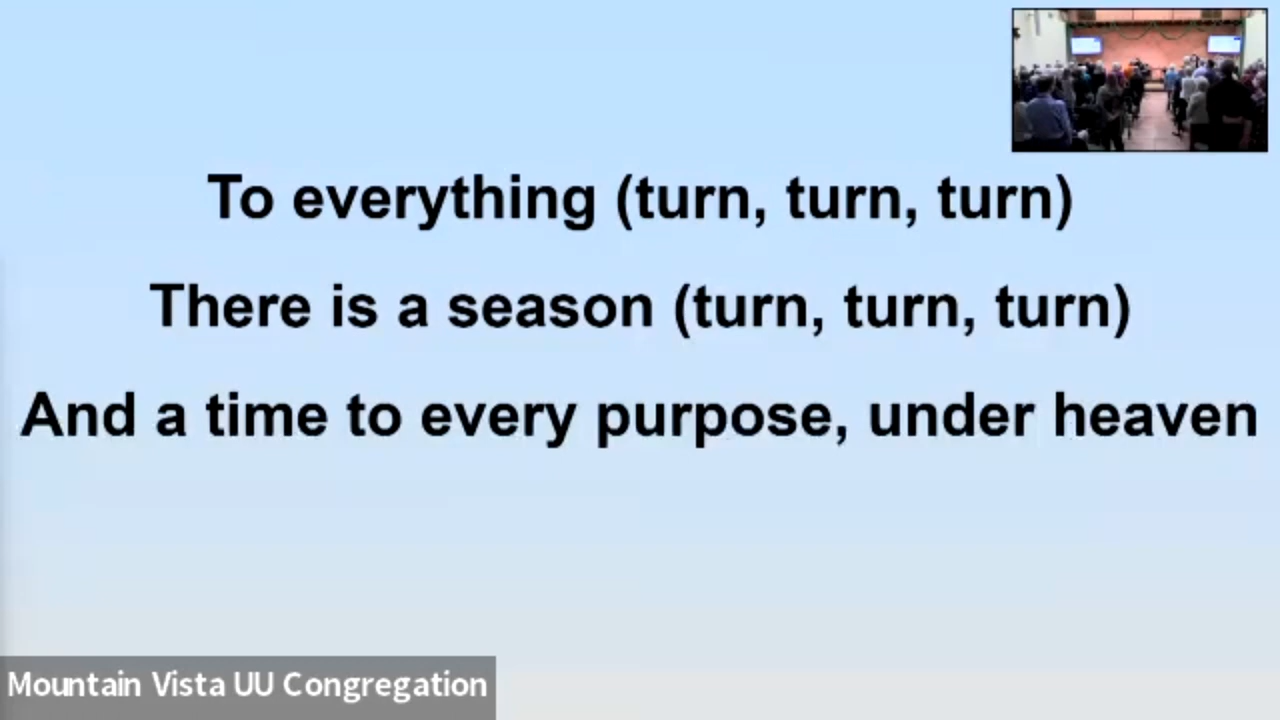 To everything (turn, turn, turn)
There is a season (turn, turn, turn)
And a time to every purpose, under heaven
Mountain Vista UU Congregation